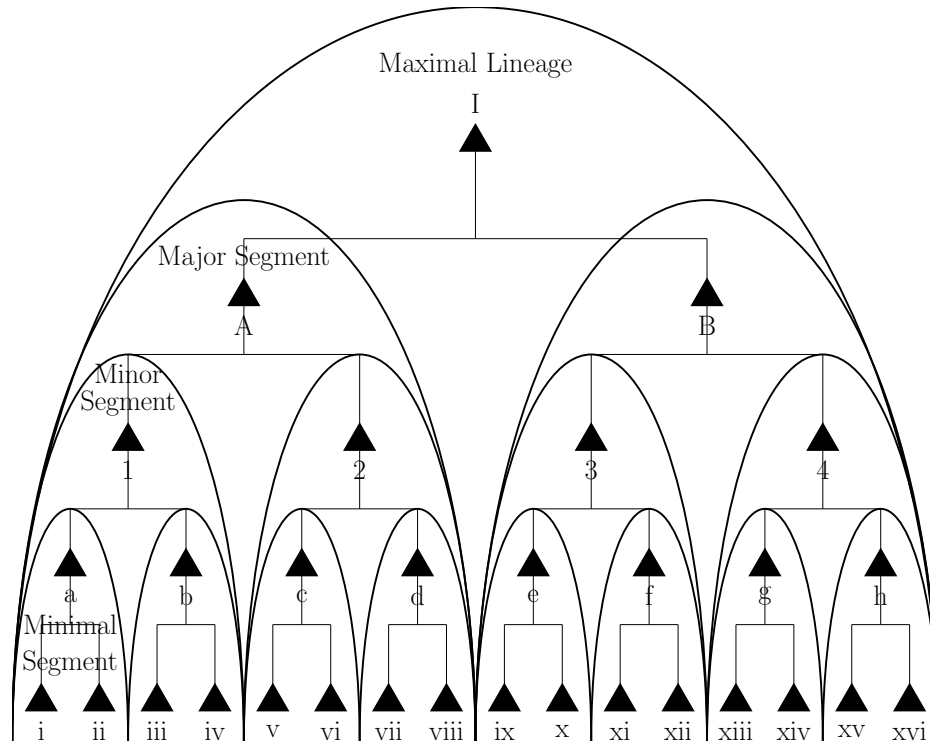 Maximal Lineage
I
Major Segment
A B
Minor
Segment
1 2 3 4
a b c d e f g h
Minimal
Segment
i ii iii iv v vi vii viii ix x xi xii xiii xiv xv xvi